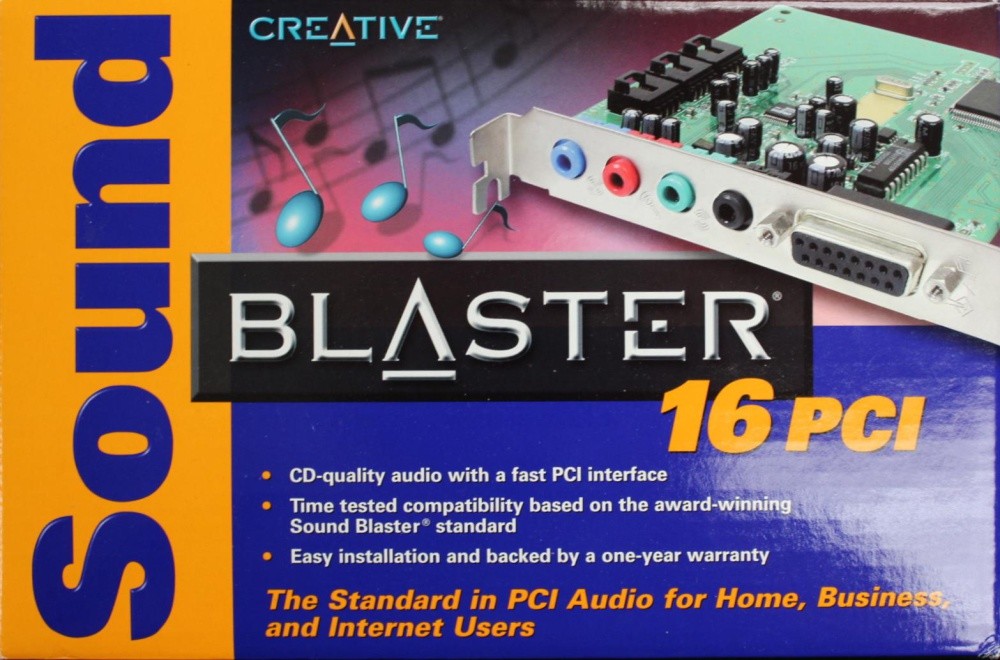 Sound
CREATIVE®
BLASTER®
16 PCI
• CD-quality audio with a fast PCI interface
• Time tested compatibility based on the award-winning
Sound Blaster® standard
• Easy installation and backed by a one-year warranty
The Standard in PCI Audio for Home, Business,
and Internet Users